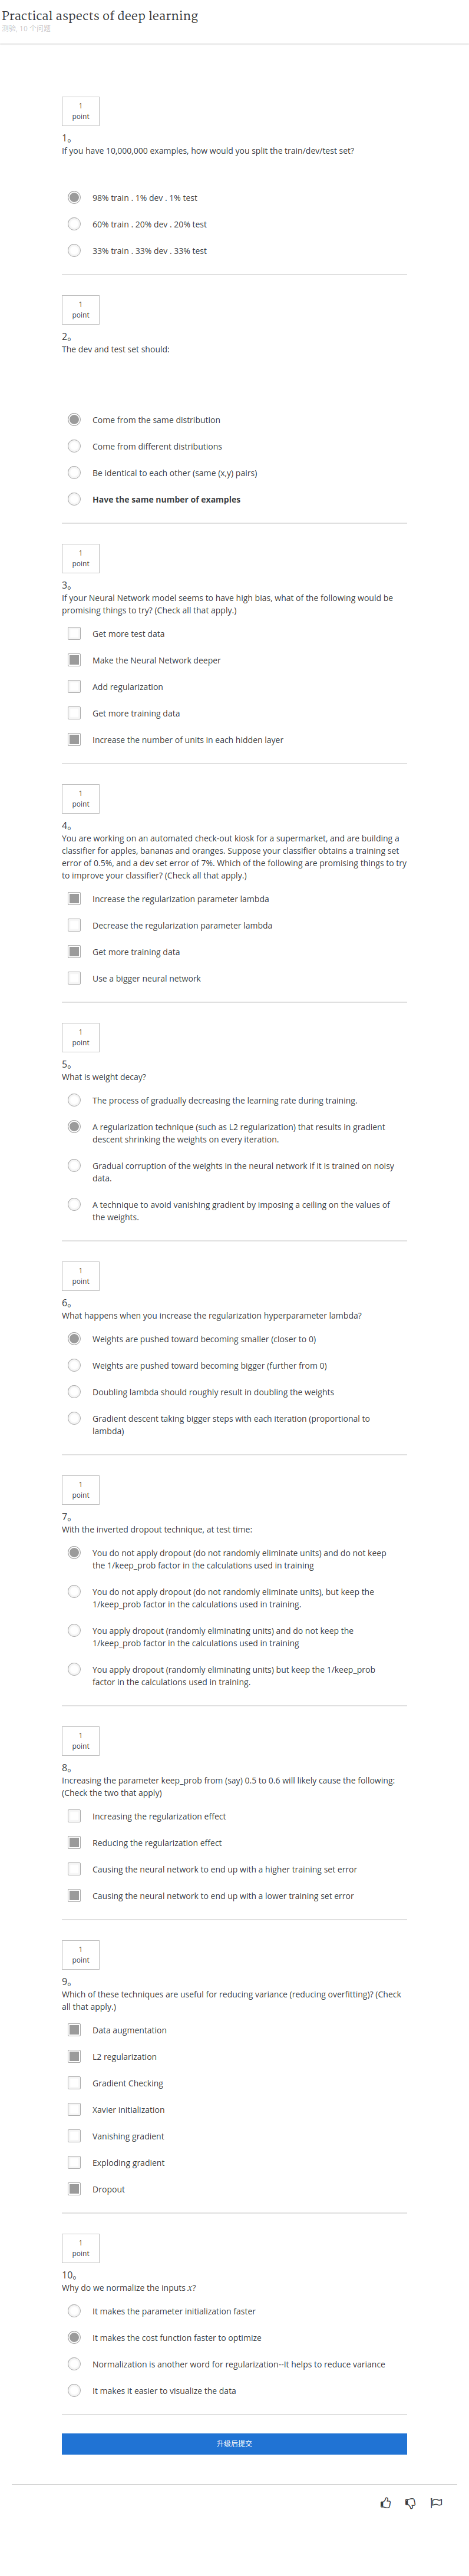 Practical aspects of deep learning
测验, 10 个问题
1
point
1。
If you have 10,000,000 examples, how would you split the train/dev/test set?
98% train . 1% dev . 1% test
60% train . 20% dev . 20% test
33% train . 33% dev . 33% test
1
point
2。
The dev and test set should:
Come from the same distribution
Come from different distributions
Be identical to each other (same (x,y) pairs)
Have the same number of examples
1
point
3。
If your Neural Network model seems to have high bias, what of the following would be
promising things to try? (Check all that apply.)
Get more test data
Make the Neural Network deeper
Add regularization
Get more training data
Increase the number of units in each hidden layer
1
point
4。
You are working on an automated check-out kiosk for a supermarket, and are building a
classifier for apples, bananas and oranges. Suppose your classifier obtains a training set
error of 0.5%, and a dev set error of 7%. Which of the following are promising things to try
to improve your classifier? (Check all that apply.)
Increase the regularization parameter lambda
Decrease the regularization parameter lambda
Get more training data
Use a bigger neural network
1
point
5。
What is weight decay?
The process of gradually decreasing the learning rate during training.
A regularization technique (such as L2 regularization) that results in gradient
descent shrinking the weights on every iteration.
Gradual corruption of the weights in the neural network if it is trained on noisy
data.
A technique to avoid vanishing gradient by imposing a ceiling on the values of
the weights.
1
point
6。
What happens when you increase the regularization hyperparameter lambda?
Weights are pushed toward becoming smaller (closer to 0)
Weights are pushed toward becoming bigger (further from 0)
Doubling lambda should roughly result in doubling the weights
Gradient descent taking bigger steps with each iteration (proportional to
lambda)
1
point
7。
With the inverted dropout technique, at test time:
You do not apply dropout (do not randomly eliminate units) and do not keep
the 1/keep_prob factor in the calculations used in training
You do not apply dropout (do not randomly eliminate units), but keep the
1/keep_prob factor in the calculations used in training.
You apply dropout (randomly eliminating units) and do not keep the
1/keep_prob factor in the calculations used in training
You apply dropout (randomly eliminating units) but keep the 1/keep_prob
factor in the calculations used in training.
1
point
8。
Increasing the parameter keep_prob from (say) 0.5 to 0.6 will likely cause the following:
(Check the two that apply)
Increasing the regularization effect
Reducing the regularization effect
Causing the neural network to end up with a higher training set error
Causing the neural network to end up with a lower training set error
1
point
9。
Which of these techniques are useful for reducing variance (reducing overfitting)? (Check
all that apply.)
Data augmentation
L2 regularization
Gradient Checking
Xavier initialization
Vanishing gradient
Exploding gradient
Dropout
1
point
10。
Why do we normalize the inputs x?
It makes the parameter initialization faster
It makes the cost function faster to optimize
Normalization is another word for regularization--It helps to reduce variance
It makes it easier to visualize the data
升级后提交